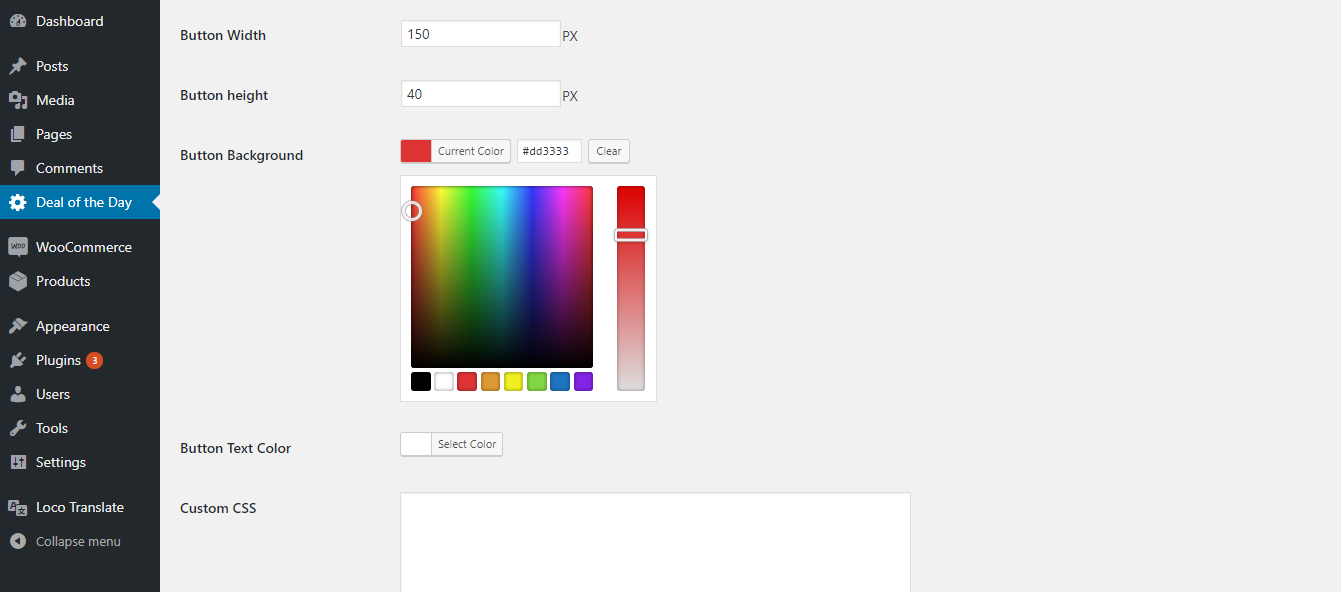 Dashboard
Posts
Media
Pages
Comments
Deal of the Day
WOO WooCommerce
Products
Appearance
Plugins 3
Users
Tools
Settings
Loco Translate
Collapse menu
Button Width 150 PX
Button height 40 PX
Button Background Current Color #dd3333 Clear
Button Text Color Select Color
Custom CSS